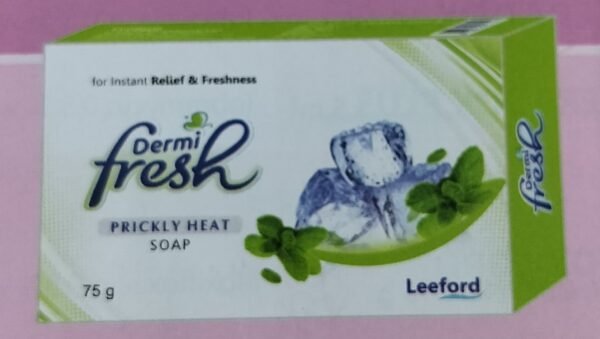 for Instant Relief & Freshness
Dermi
fresh
PRICKLY HEAT
SOAP
75 g
Leeford
Dermi
fresh